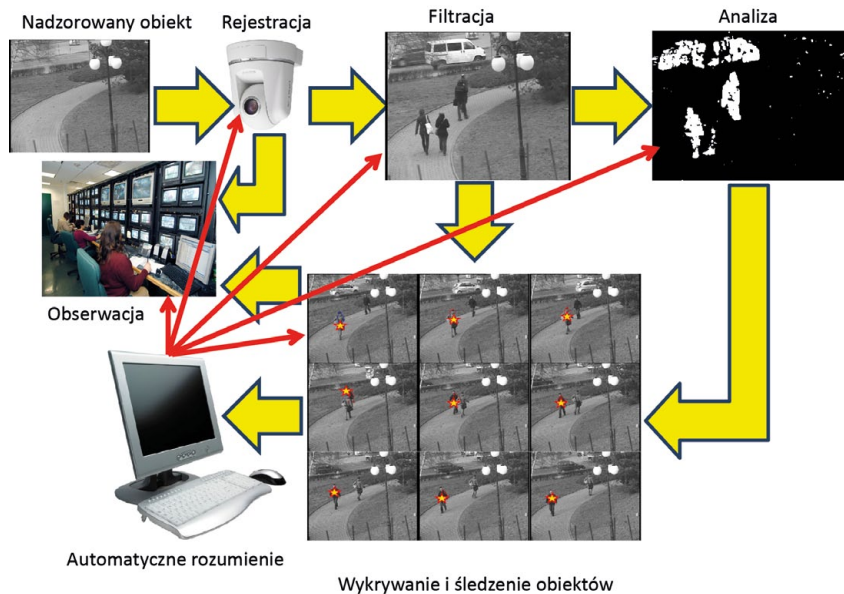 Nadzorowany obiekt
Rejestracja
Filtracja
Analiza
Obserwacja
Automatyczne rozumienie
Wykrywanie i śledzenie obiektów